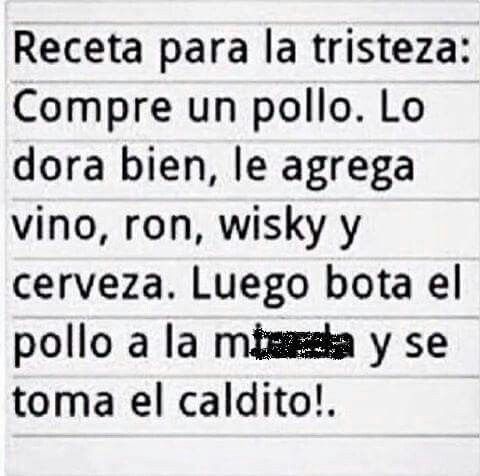 Receta para la tristeza:
Compre un pollo. Lo
dora bien, le agrega
vino, ron, wisky y
cerveza. Luego bota el
pollo a la y se
toma el caldito!.